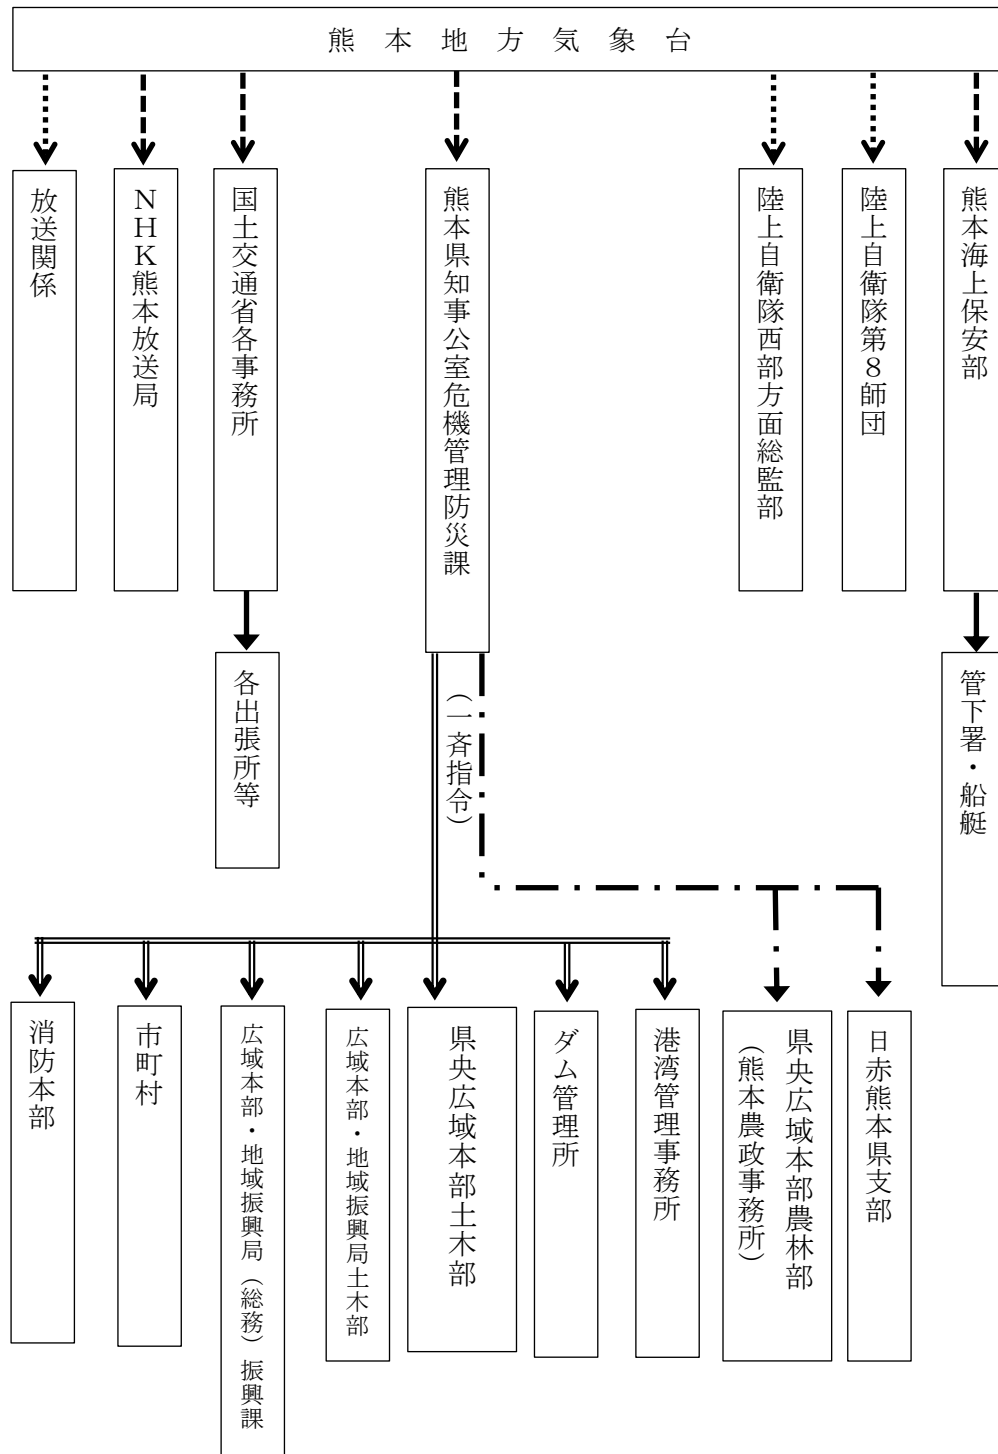 熊本地方気象台
放送関係
ＮＨＫ熊本放送局
国土交通省各事務所
熊本県知事公室危機管理防災課
陸上自衛隊西部方面総監部
陸上自衛隊第８師団
熊本海上保安部
各出張所等
（一斉指令）
管下署・船艇
消防本部
市町村
広域本部・地域振興局（総務）振興課
広域本部・地域振興局土木部
県央広域本部土木部
ダム管理所
港湾管理事務所
県央広域本部農林部
（熊本農政事務所）
日赤熊本県支部